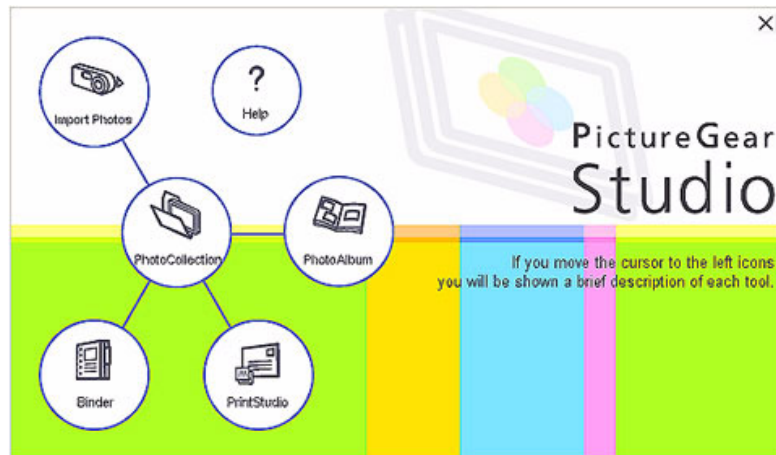 Import Photos
?
Help
PictureGear
Studio
PhotoCollection
PhotoAlbum
If you move the cursor to the left icons
you will be shown a brief description of each tool.
Binder
PrintStudio